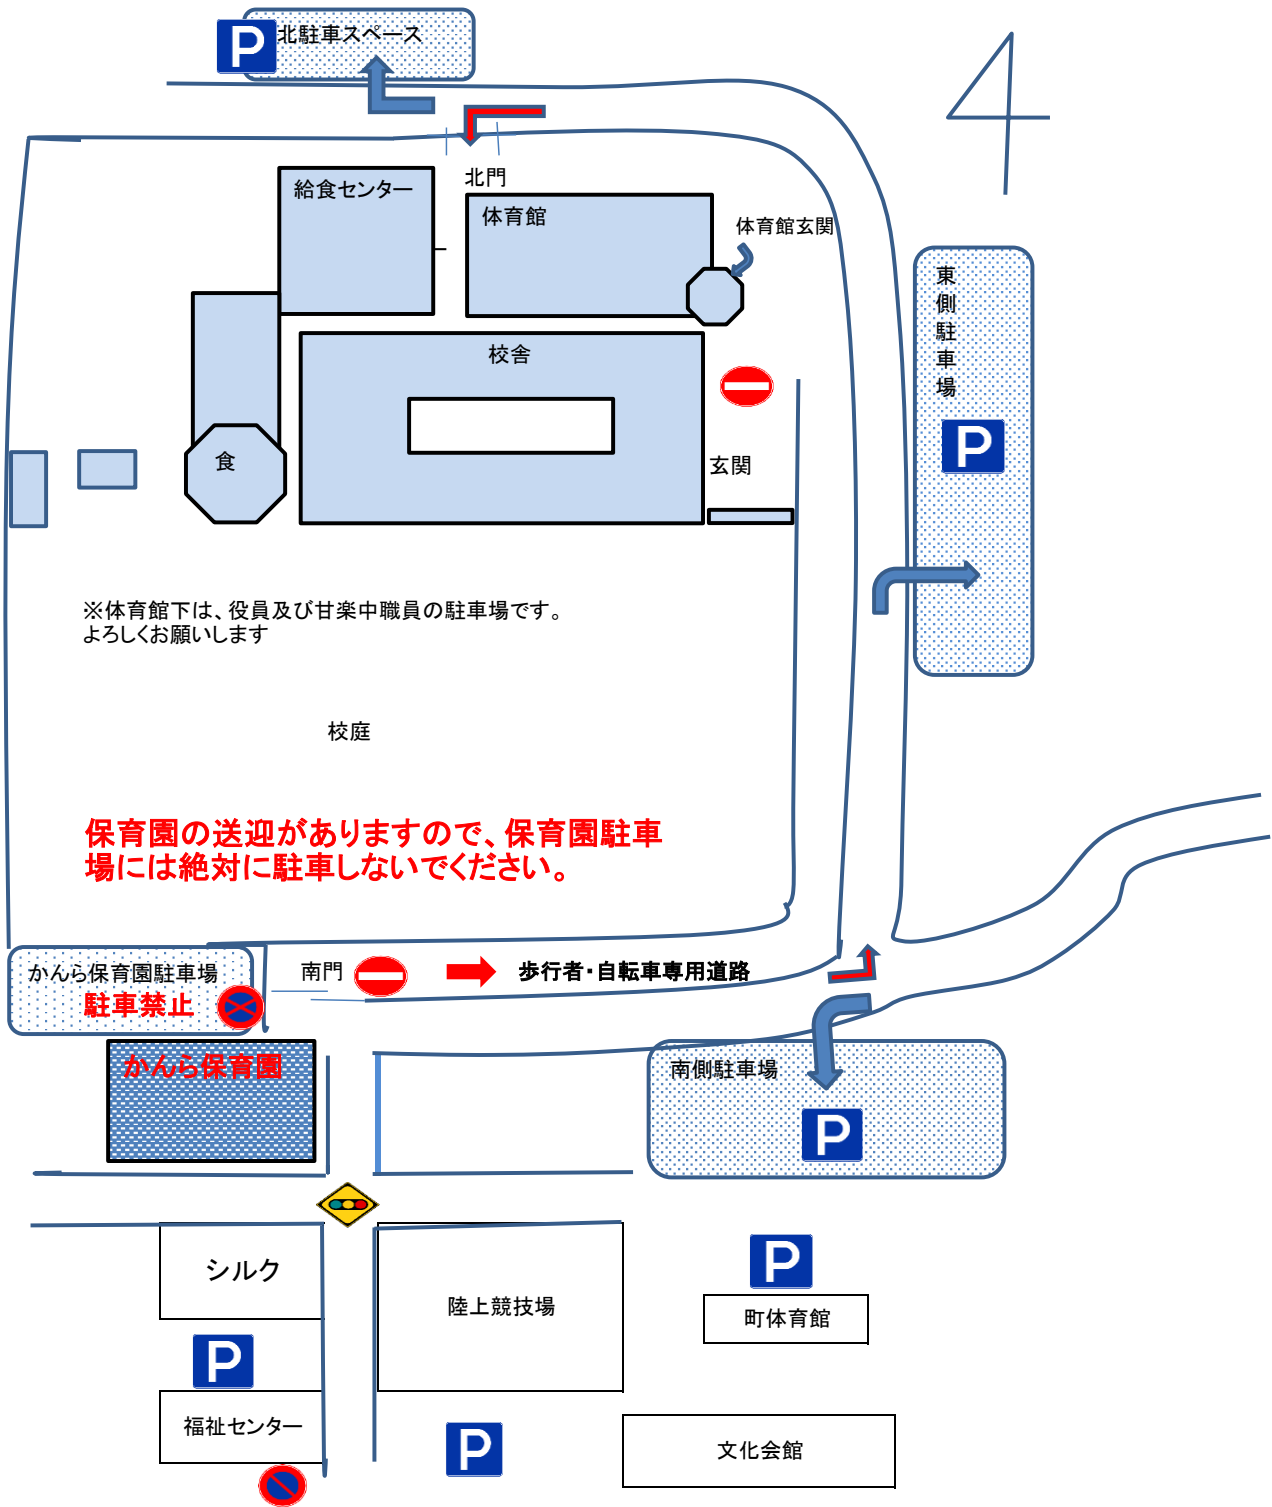 P
北駐車スペース
北門
給食センター
体育館
体育館玄関
東側駐車場
校舎
P
食
玄関
※体育館下は、役員及び甘楽中職員の駐車場です。
よろしくお願いします
校庭
保育園の送迎がありますので、保育園駐車
場には絶対に駐車しないでください。
かんら保育園駐車場
駐車禁止
南門
歩行者・自転車専用道路
かんら保育園
南側駐車場
P
シルク
陸上競技場
P
町体育館
P
福祉センター
P
文化会館